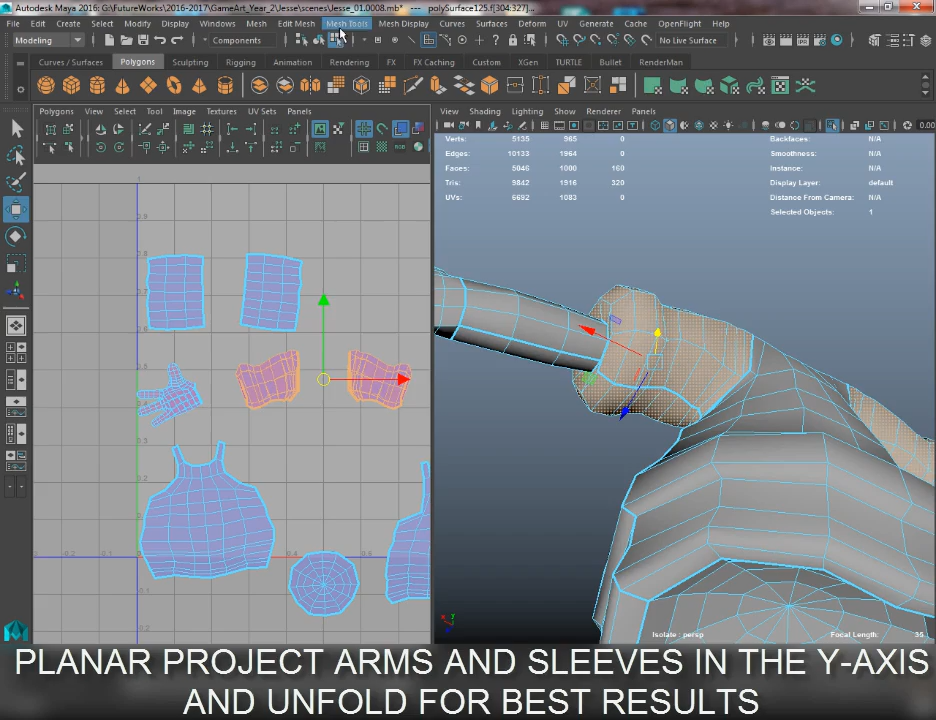 Autodesk Maya 2016: G:\FutureWorks\2016-2017\GameArt_Year_2\Jesse\scenes\Jesse_01.0008.mb* --- polySurface125.f[304:327]...
File Edit Create Select Modify Display Windows Mesh Edit Mesh Mesh Tools Mesh Display Curves Surfaces Deform UV Generate Cache OpenFlight Help
Modeling Components No Live Surface
Curves / Surfaces Polygons Sculpting Rigging Animation Rendering FX FX Caching Custom XGen TURTLE Bullet RenderMan
Polygons View Select Tool Image Textures UV Sets Panels
View Shading Lighting Show Renderer Panels
0.00
Verts: 5135 965 0 Backfaces: N/A
Edges: 10133 1964 0 Smoothness: N/A
Faces: 5046 1000 160 Instance: N/A
Tris: 9842 1916 320 Display Layer: default
UVs: 6692 1083 0 Distance From Camera: N/A
Selected Objects: 1
Isolate : persp Focal Length: 35
PLANAR PROJECT ARMS AND SLEEVES IN THE Y-AXIS
AND UNFOLD FOR BEST RESULTS